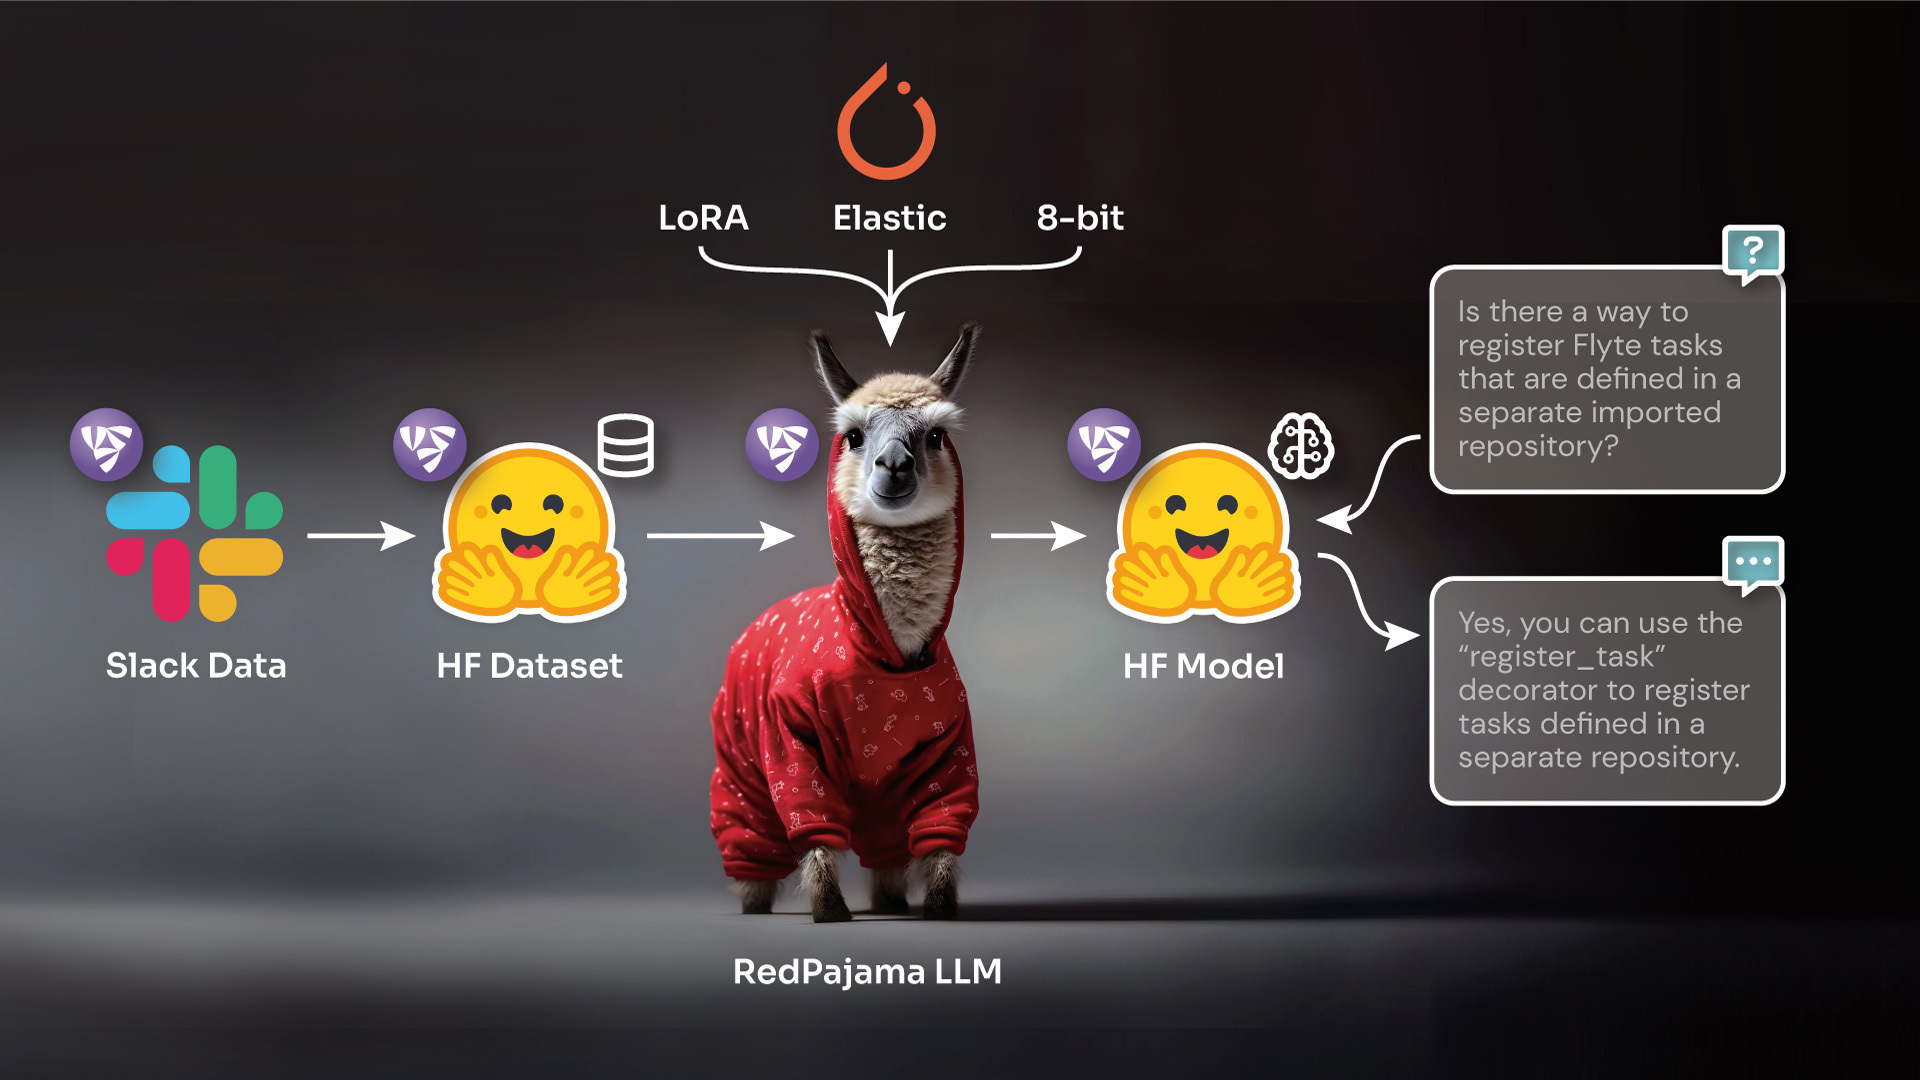 LoRA
Elastic
8-bit
Is there a way to
register Flyte tasks
that are defined in a
separate imported
repository?
Slack Data
HF Dataset
HF Model
Yes, you can use the
“register_task”
decorator to register
tasks defined in a
separate repository.
RedPajama LLM